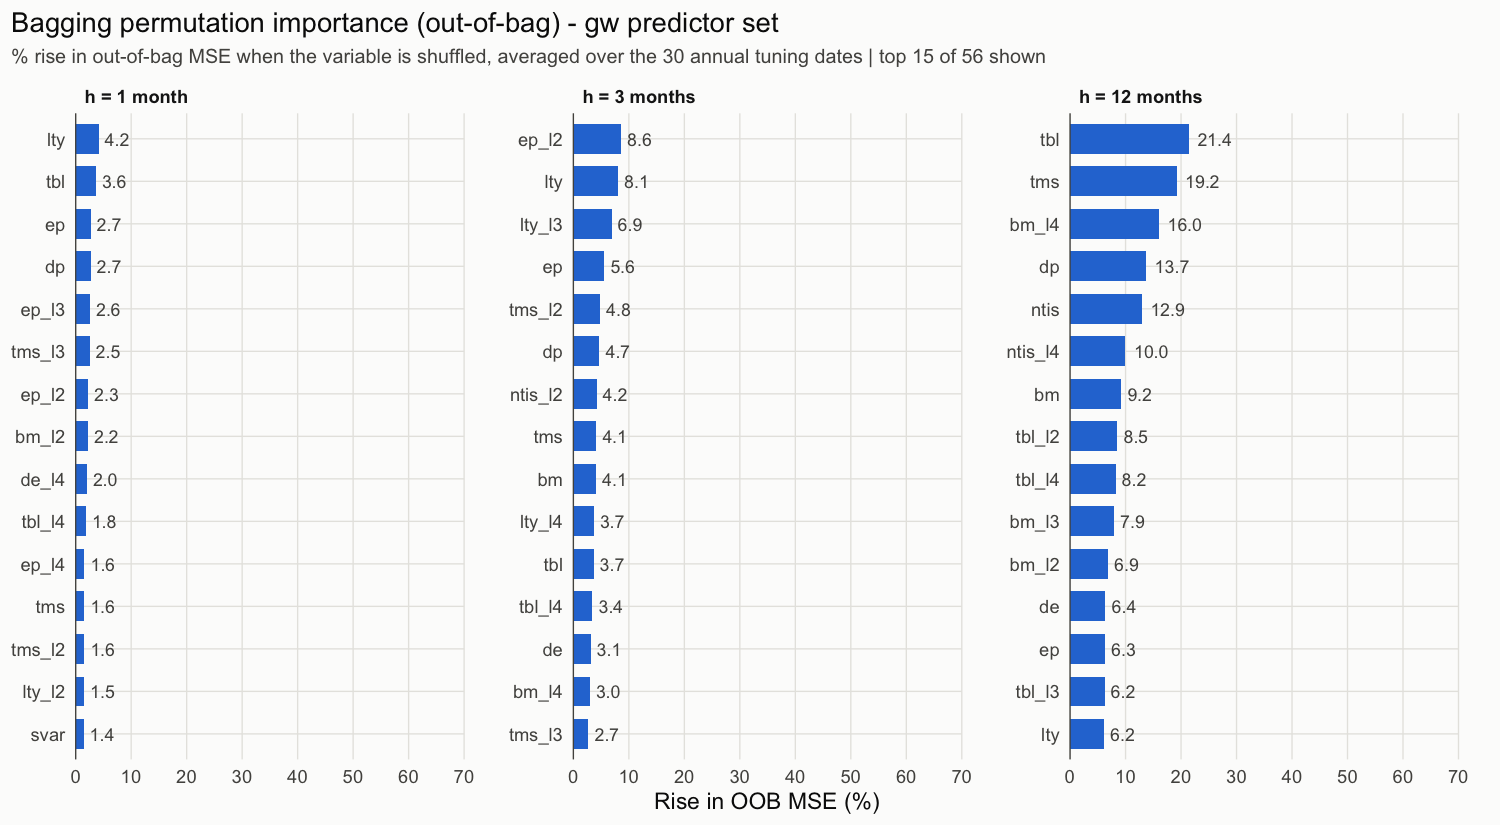 Bagging permutation importance (out-of-bag) - gw predictor set
% rise in out-of-bag MSE when the variable is shuffled, averaged over the 30 annual tuning dates | top 15 of 56 shown
h = 1 month
lty 4.2
tbl 3.6
ep 2.7
dp 2.7
ep_l3 2.6
tms_l3 2.5
ep_l2 2.3
bm_l2 2.2
de_l4 2.0
tbl_l4 1.8
ep_l4 1.6
tms 1.6
tms_l2 1.6
lty_l2 1.5
svar 1.4
0 10 20 30 40 50 60 70
h = 3 months
ep_l2 8.6
lty 8.1
lty_l3 6.9
ep 5.6
tms_l2 4.8
dp 4.7
ntis_l2 4.2
tms 4.1
bm 4.1
lty_l4 3.7
tbl 3.7
tbl_l4 3.4
de 3.1
bm_l4 3.0
tms_l3 2.7
0 10 20 30 40 50 60 70
h = 12 months
tbl 21.4
tms 19.2
bm_l4 16.0
dp 13.7
ntis 12.9
ntis_l4 10.0
bm 9.2
tbl_l2 8.5
tbl_l4 8.2
bm_l3 7.9
bm_l2 6.9
de 6.4
ep 6.3
tbl_l3 6.2
lty 6.2
0 10 20 30 40 50 60 70
Rise in OOB MSE (%)